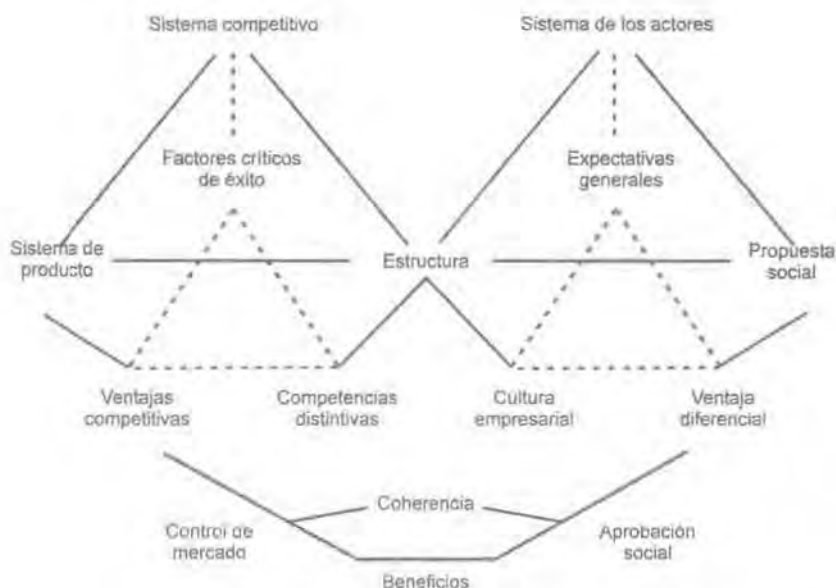 Sistema competitivo
Sistema de los actores
Factores críticos
de éxito
Expectativas
generales
Sistema de
producto
Estructura
Propuesta
social
Ventajas
competitivas
Competencias
distintivas
Cultura
empresarial
Ventaja
diferencial
Coherencia
Control de
mercado
Aprobación
social
Beneficios